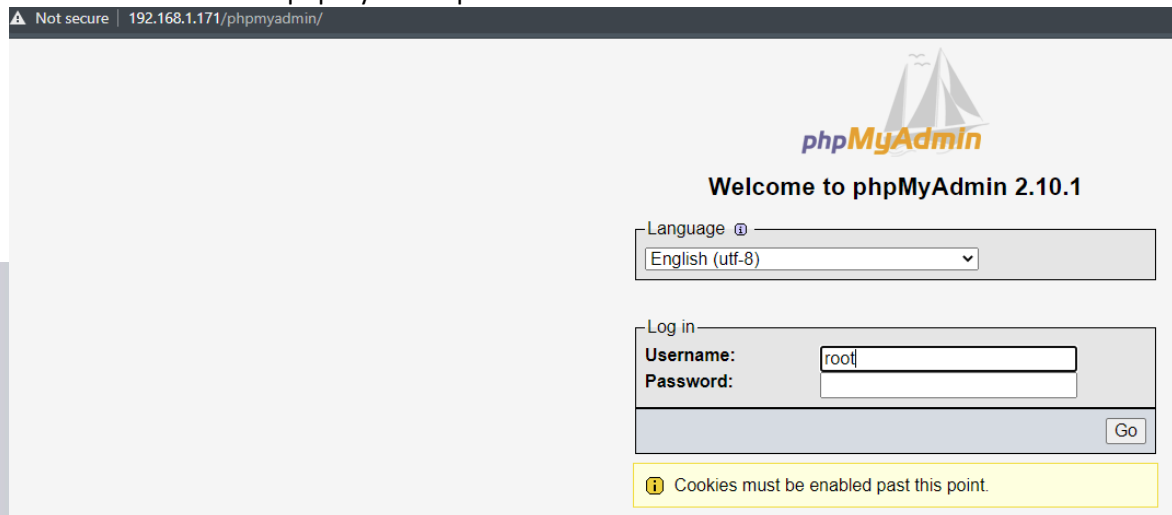 Not secure | 192.168.1.171/phpmyadmin/
phpMyAdmin
Welcome to phpMyAdmin 2.10.1
Language
English (utf-8)
Log in
Username: root
Password:
Go
Cookies must be enabled past this point.